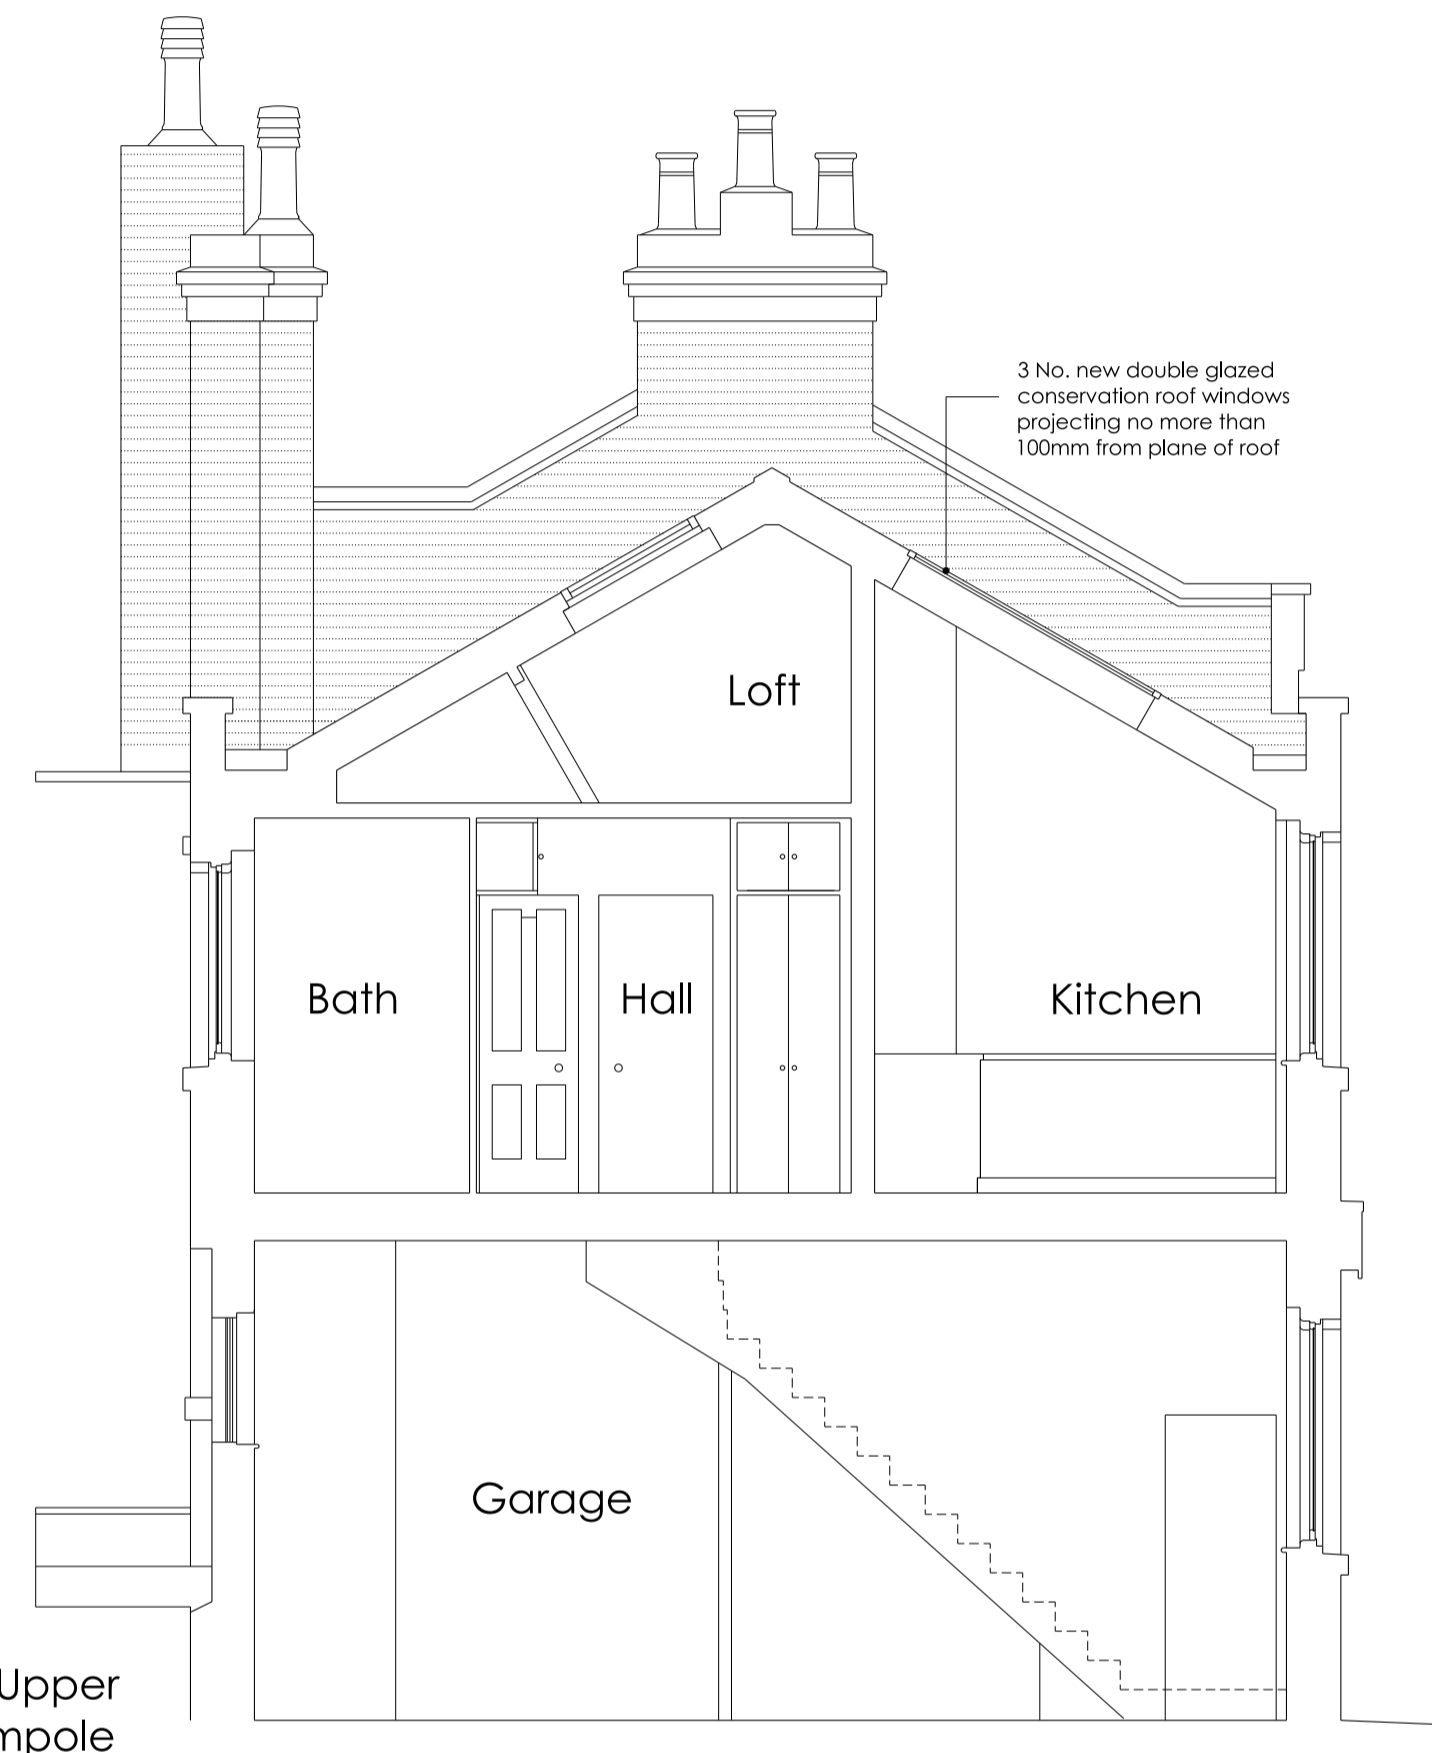 3 No. new double glazed
conservation roof windows
projecting no more than
100mm from plane of roof
Loft
Bath
Hall
Kitchen
Garage
Upper
mpole